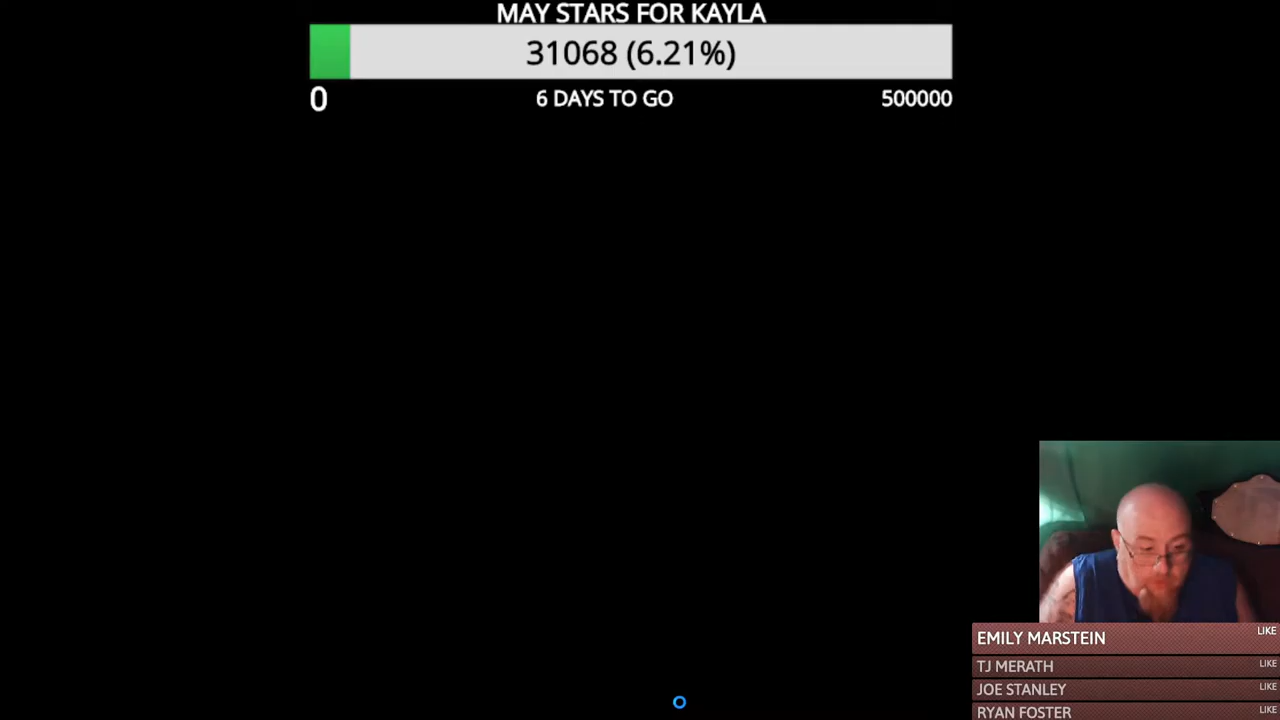 MAY STARS FOR KAYLA
31068 (6.21%)
0 6 DAYS TO GO 500000
EMILY MARSTEIN LIKE
TJ MERATH LIKE
JOE STANLEY LIKE
RYAN FOSTER LIKE